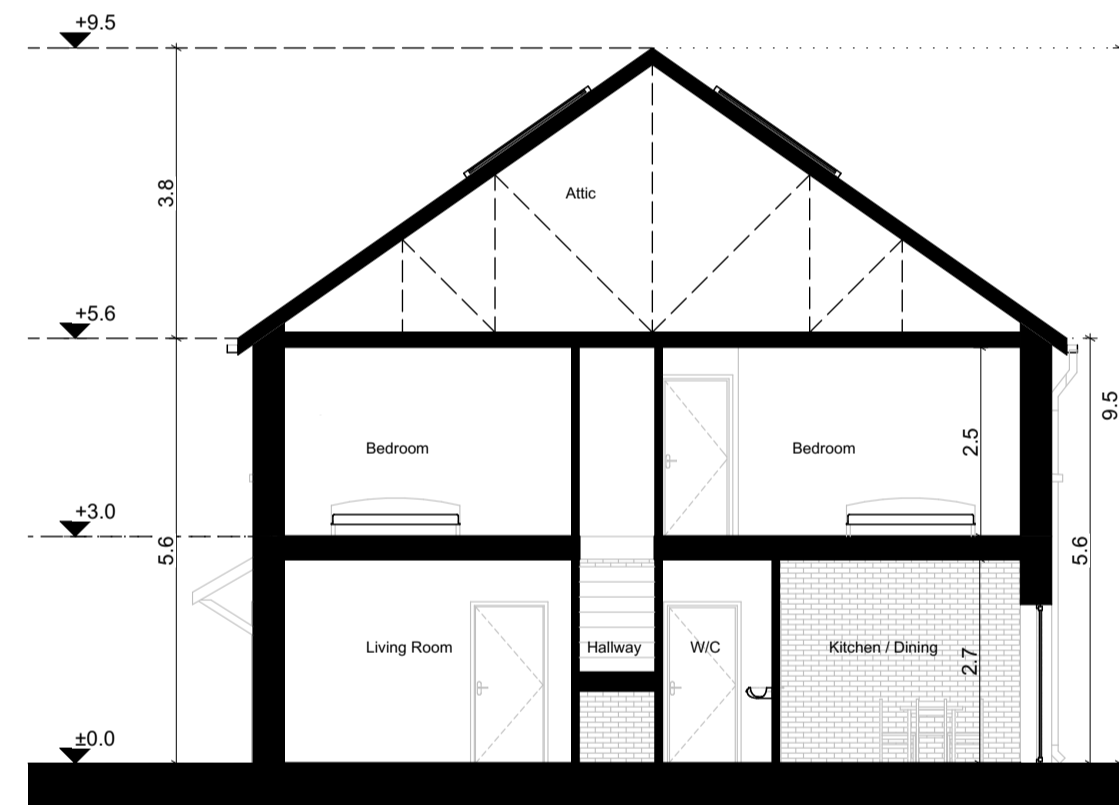 +9.5
3.8
Attic
+5.6
9.5
Bedroom
Bedroom
2.5
+3.0
5.6
5.6
Living Room
Hallway
W/C
Kitchen / Dining
2.7
±0.0